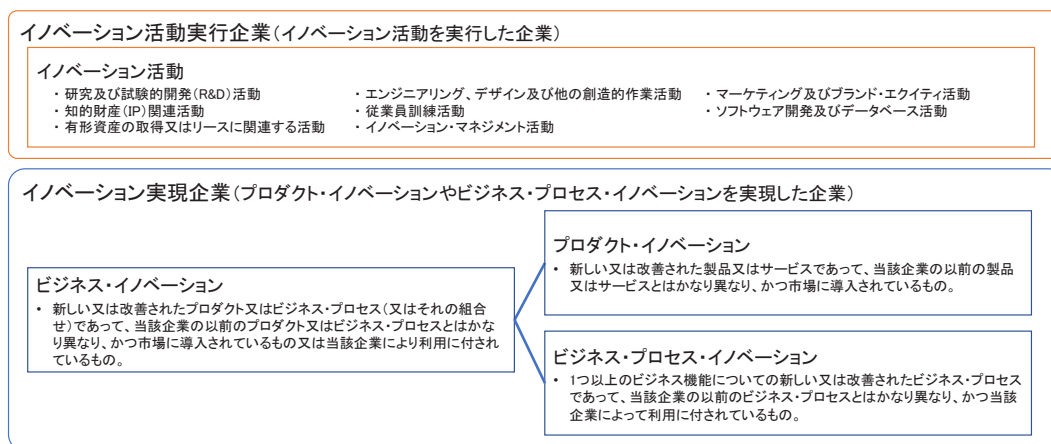 イノベーション活動実行企業(イノベーション活動を実行した企業)
イノベーション活動
・ 研究及び試験的開発(R&D)活動
・ 知的財産(IP)関連活動
・ 有形資産の取得又はリースに関連する活動
・ エンジニアリング、デザイン及び他の創造的作業活動
・ 従業員訓練活動
・ イノベーション・マネジメント活動
・ マーケティング及びブランド・エクイティ活動
・ ソフトウェア開発及びデータベース活動
イノベーション実現企業(プロダクト・イノベーションやビジネス・プロセス・イノベーションを実現した企業)
ビジネス・イノベーション
• 新しい又は改善されたプロダクト又はビジネス・プロセス(又はそれの組合
せ)であって、当該企業の以前のプロダクト又はビジネス・プロセスとはかな
り異なり、かつ市場に導入されているもの又は当該企業により利用に付され
ているもの。
プロダクト・イノベーション
• 新しい又は改善された製品又はサービスであって、当該企業の以前の製品
又はサービスとはかなり異なり、かつ市場に導入されているもの。
ビジネス・プロセス・イノベーション
• 1つ以上のビジネス機能についての新しい又は改善されたビジネス・プロセス
であって、当該企業の以前のビジネス・プロセスとはかなり異なり、かつ当該
企業によって利用に付されているもの。